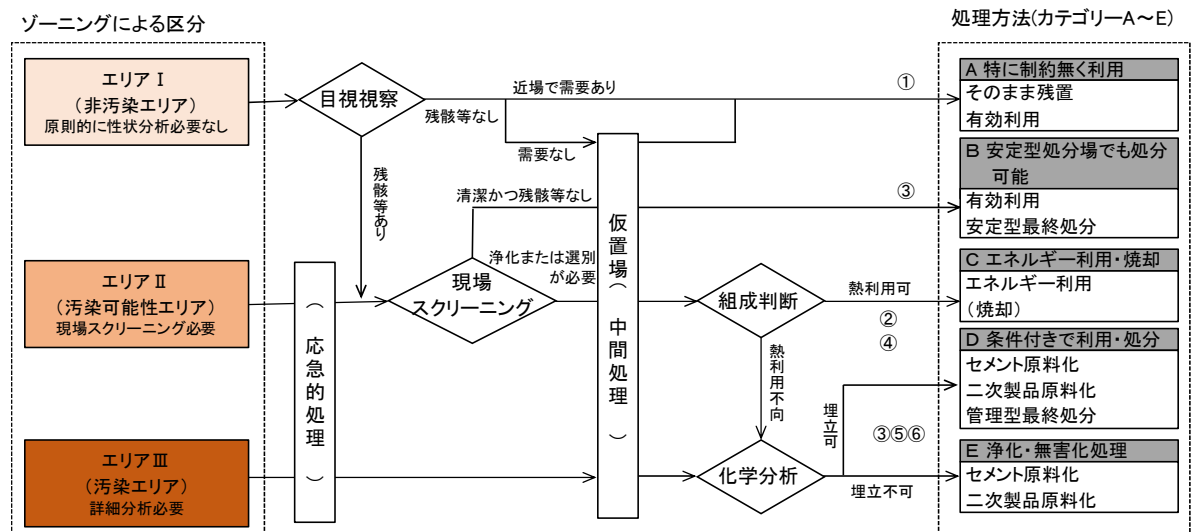 ゾーニングによる区分
処理方法(カテゴリーA～E)
エリアⅠ
(非汚染エリア)
原則的に性状分析必要なし
目視視察
近場で需要あり
①
残骸等なし
需要なし
A 特に制約無く利用
そのまま残置
有効利用
残骸等あり
清潔かつ残骸等なし
③
B 安定型処分場でも処分
可能
有効利用
安定型最終処分
エリアⅡ
(汚染可能性エリア)
現場スクリーニング必要
(応急的処理)
浄化または選別
が必要
現場
スクリーニング
仮置場(中間処理)
組成判断
熱利用可
②
④
C エネルギー利用・焼却
エネルギー利用
(焼却)
熱利用不向
D 条件付きで利用・処分
セメント原料化
二次製品原料化
管理型最終処分
埋立可
③⑤⑥
エリアⅢ
(汚染エリア)
詳細分析必要
化学分析
埋立不可
E 浄化・無害化処理
セメント原料化
二次製品原料化